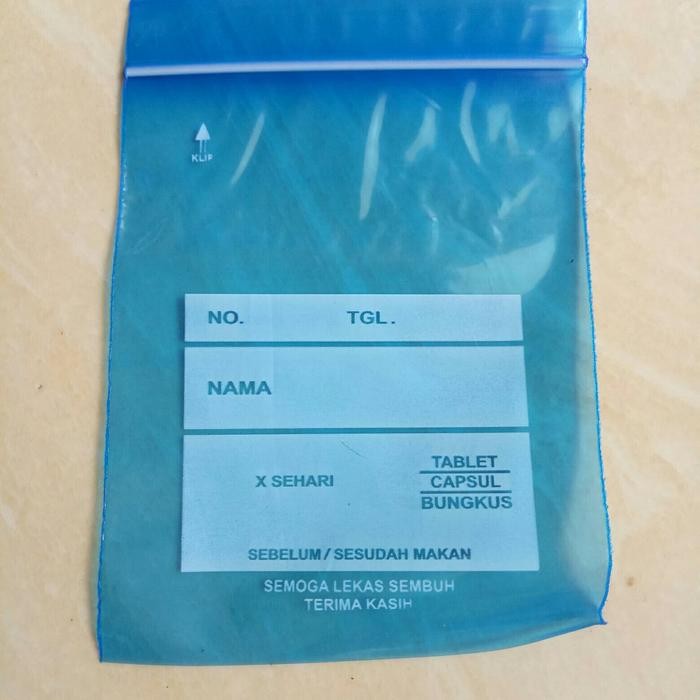 KLIP
NO. TGL.
NAMA
X SEHARI
TABLET
CAPSUL
BUNGKUS
SEBELUM / SESUDAH MAKAN
SEMOGA LEKAS SEMBUH
TERIMA KASIH